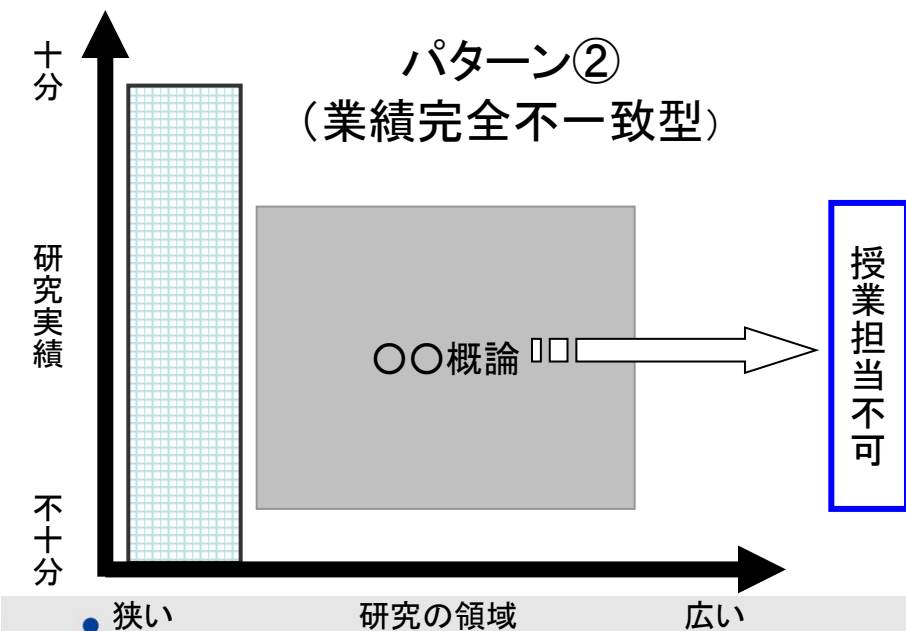 パターン②
（業績完全不一致型）
十分
研究実績
不十分
〇〇概論
授業担当不可
狭い
研究の領域
広い